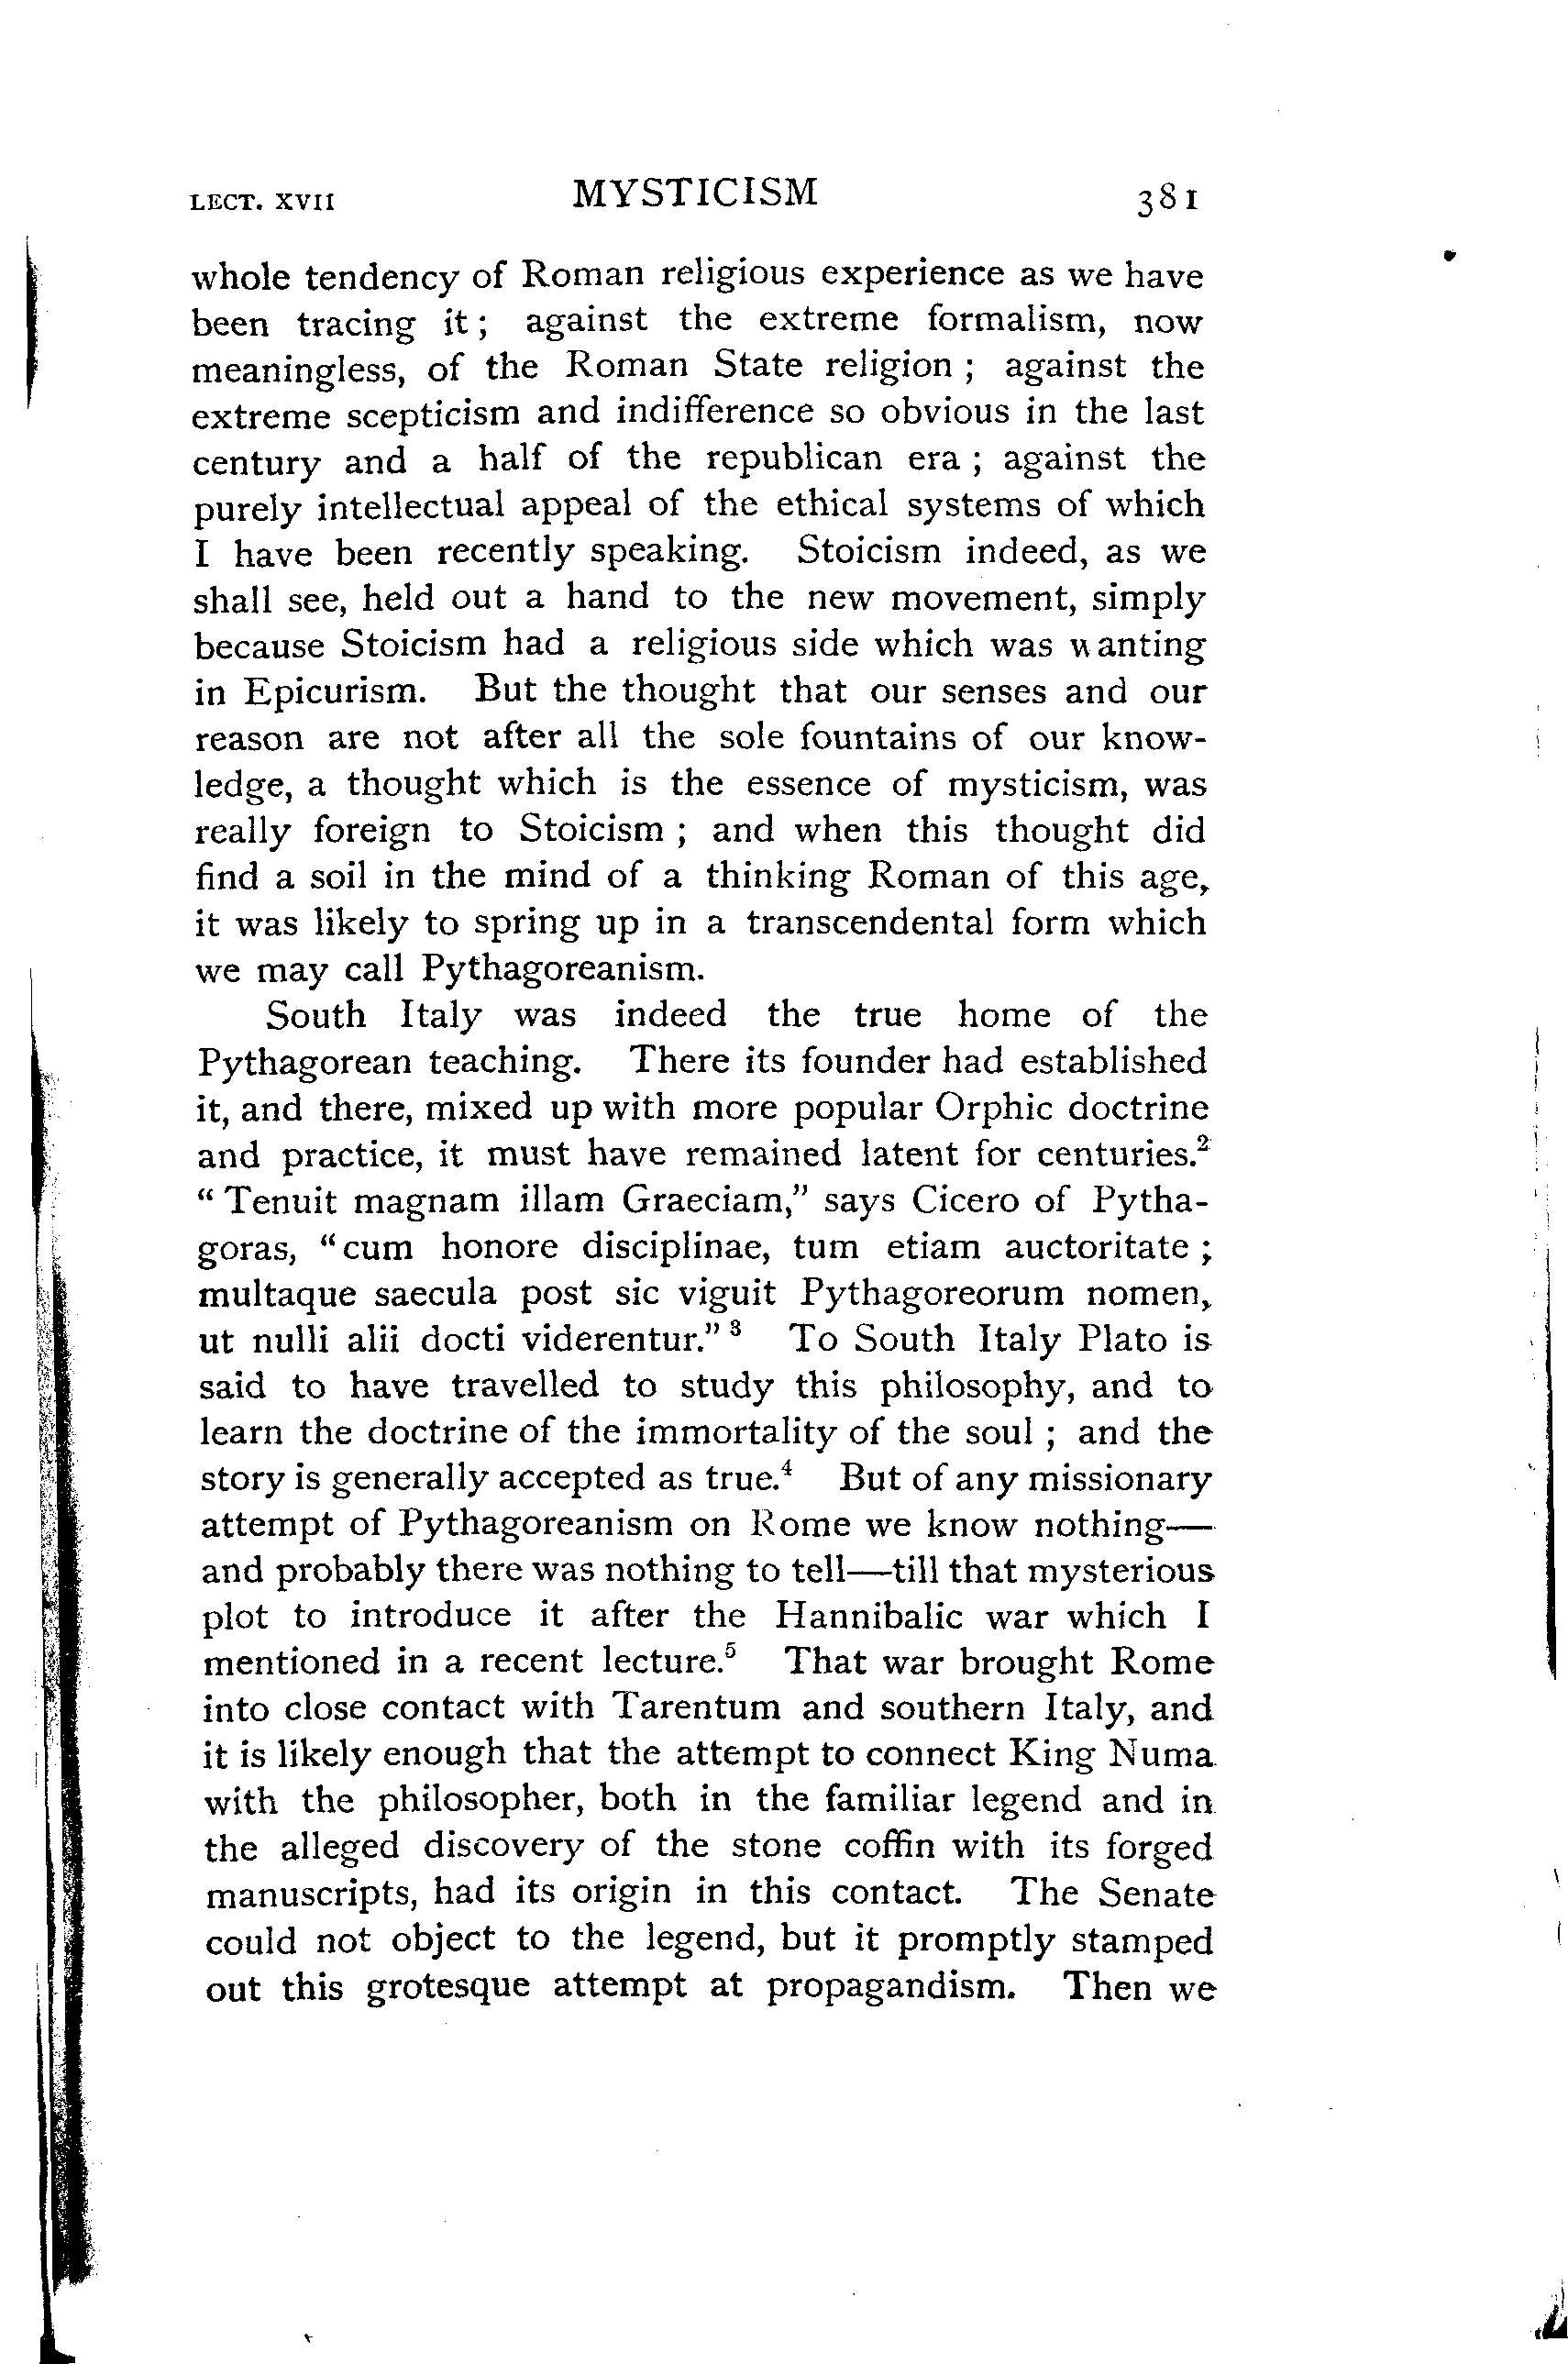 LECT. XVII MYSTICISM 381
whole tendency of Roman religious experience as we have
been tracing it ; against the extreme formalism, now
meaningless, of the Roman State religion ; against the
extreme scepticism and indifference so obvious in the last
century and a half of the republican era ; against the
purely intellectual appeal of the ethical systems of which
I have been recently speaking. Stoicism indeed, as we
shall see, held out a hand to the new movement, simply
because Stoicism had a religious side which was wanting
in Epicurism. But the thought that our senses and our
reason are not after all the sole fountains of our know-
ledge, a thought which is the essence of mysticism, was
really foreign to Stoicism ; and when this thought did
find a soil in the mind of a thinking Roman of this age,
it was likely to spring up in a transcendental form which
we may call Pythagoreanism.
South Italy was indeed the true home of the
Pythagorean teaching. There its founder had established
it, and there, mixed up with more popular Orphic doctrine
and practice, it must have remained latent for centuries.²
“ Tenuit magnam illam Graeciam,” says Cicero of Pytha-
goras, “ cum honore disciplinae, tum etiam auctoritate ;
multaque saecula post sic viguit Pythagoreorum nomen,
ut nulli alii docti viderentur.” ³ To South Italy Plato is
said to have travelled to study this philosophy, and to
learn the doctrine of the immortality of the soul ; and the
story is generally accepted as true.⁴ But of any missionary
attempt of Pythagoreanism on Rome we know nothing—
and probably there was nothing to tell—till that mysterious
plot to introduce it after the Hannibalic war which I
mentioned in a recent lecture.⁵ That war brought Rome
into close contact with Tarentum and southern Italy, and
it is likely enough that the attempt to connect King Numa
with the philosopher, both in the familiar legend and in
the alleged discovery of the stone coffin with its forged
manuscripts, had its origin in this contact. The Senate
could not object to the legend, but it promptly stamped
out this grotesque attempt at propagandism. Then we